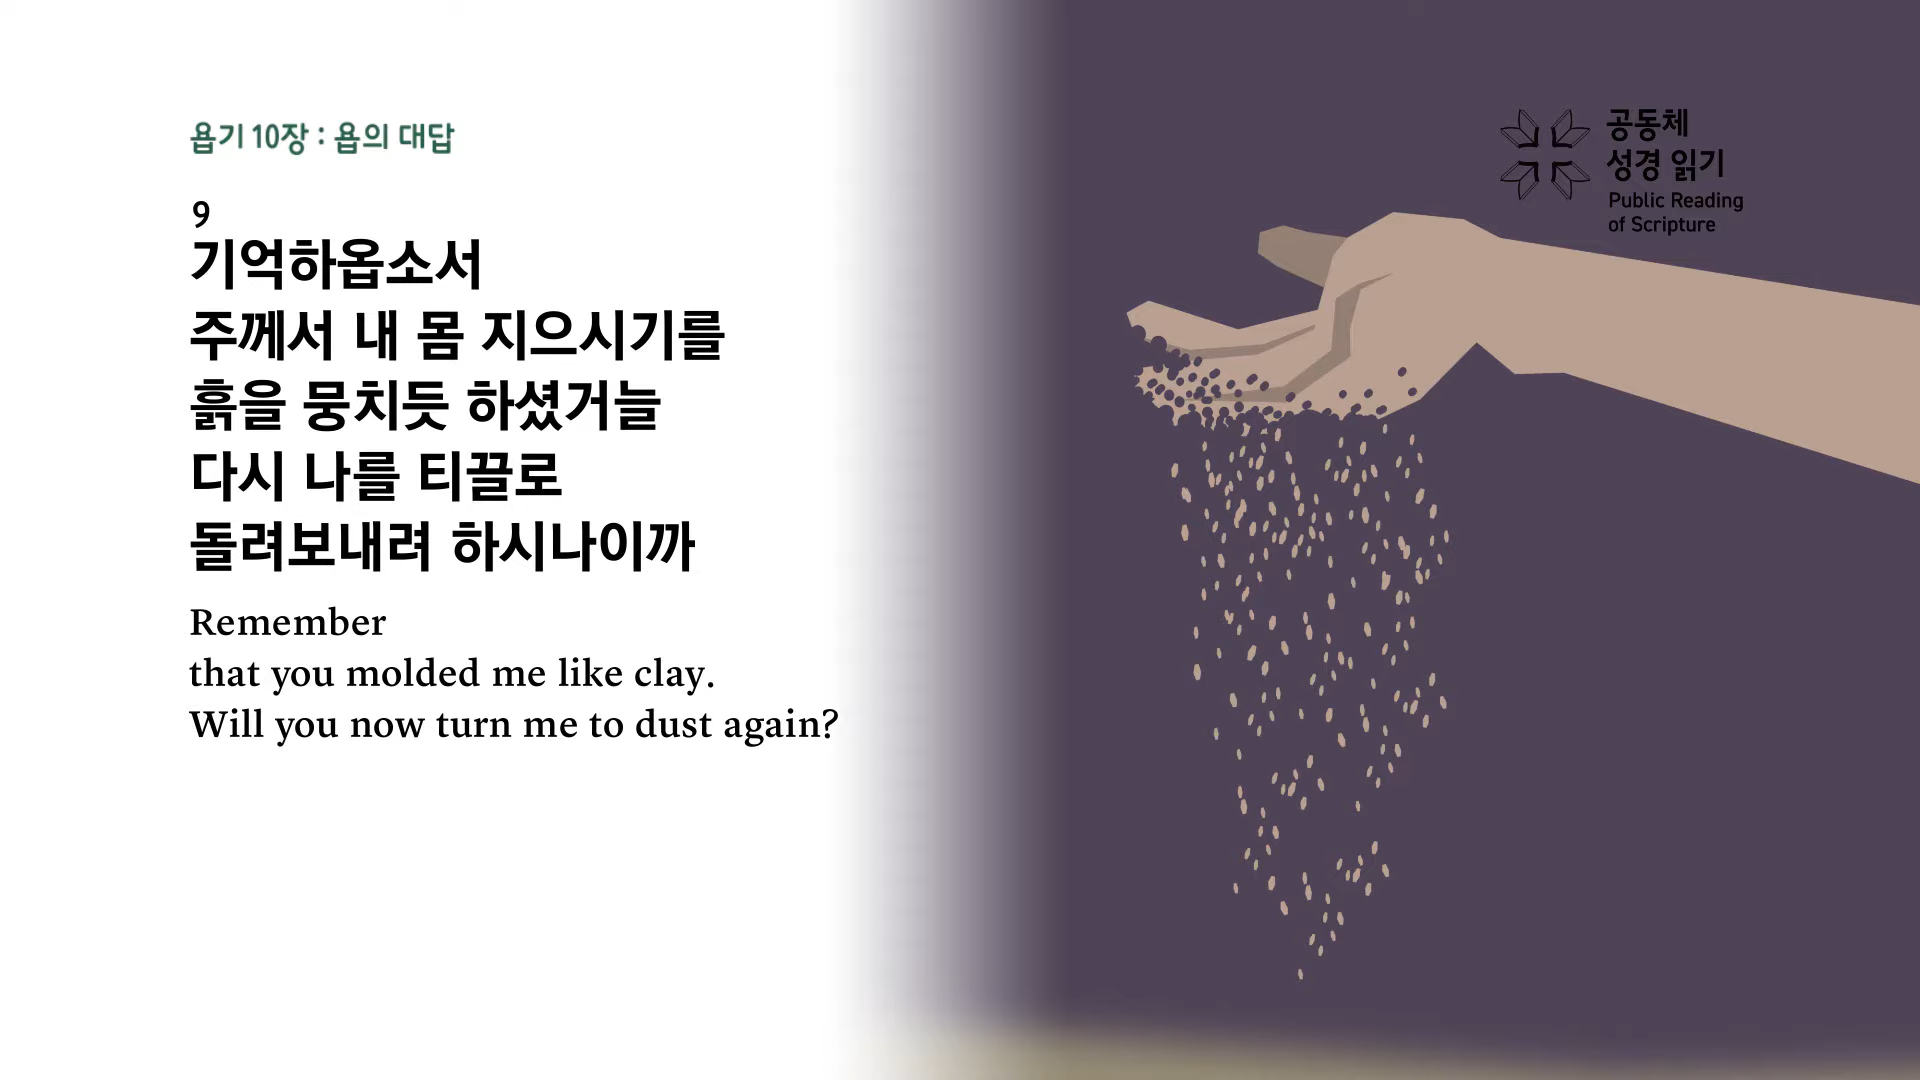 욥기 10장 : 욥의 대답
9
기억하옵소서
주께서 내 몸 지으시기를
흙을 뭉치듯 하셨거늘
다시 나를 티끌로
돌려보내려 하시나이까
Remember
that you molded me like clay.
Will you now turn me to dust again?
공동체
성경 읽기
Public Reading
of Scripture